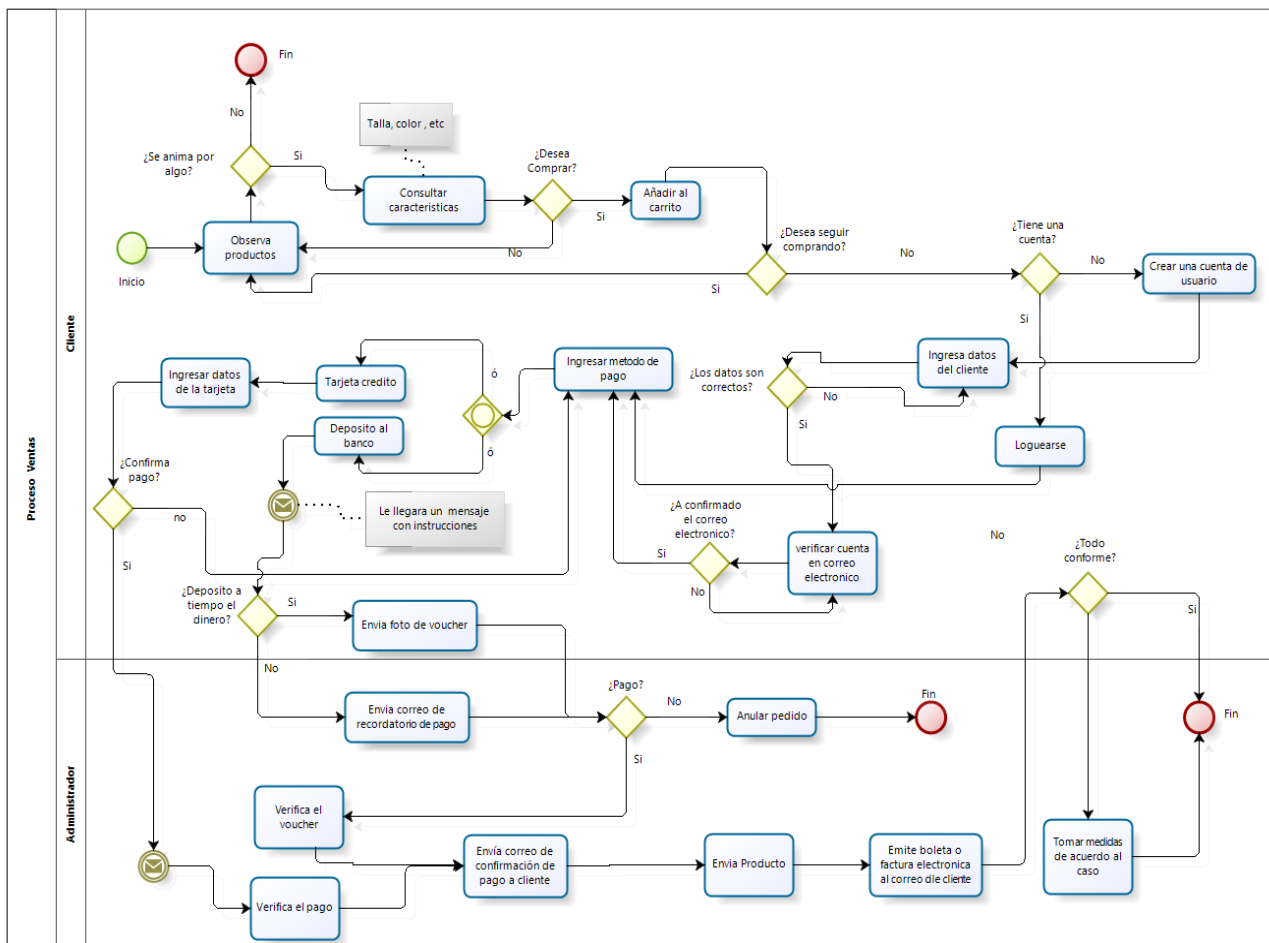 Proceso Ventas
Cliente
Fin
No
¿Se anima por
algo?
Si
Talla, color , etc
Consultar
caracteristicas
¿Desea
Comprar?
Si
No
Añadir al
carrito
Inicio
Observa
productos
¿Desea seguir
comprando?
Si
No
¿Tiene una
cuenta?
No
Si
Crear una cuenta de
usuario
Ingresar datos
de la tarjeta
Tarjeta credito
ó
Ingresar metodo de
pago
¿Los datos son
correctos?
No
Si
Ingresa datos
del cliente
Deposito al
banco
ó
Loguearse
¿Confirma
pago?
no
Si
Le llegara un mensaje
con instrucciones
¿A confirmado
el correo
electronico?
Si
No
verificar cuenta
en correo
electronico
No
¿Todo
conforme?
Si
¿Deposito a
tiempo el
dinero?
Si
No
Envia foto de voucher
Administrador
Envia correo de
recordatorio de pago
¿Pago?
No
Si
Anular pedido
Fin
Fin
Verifica el
voucher
Envía correo de
confirmación de
pago a cliente
Envia Producto
Emite boleta o
factura electronica
al correo dle cliente
Tomar medidas
de acuerdo al
caso
Verifica el pago